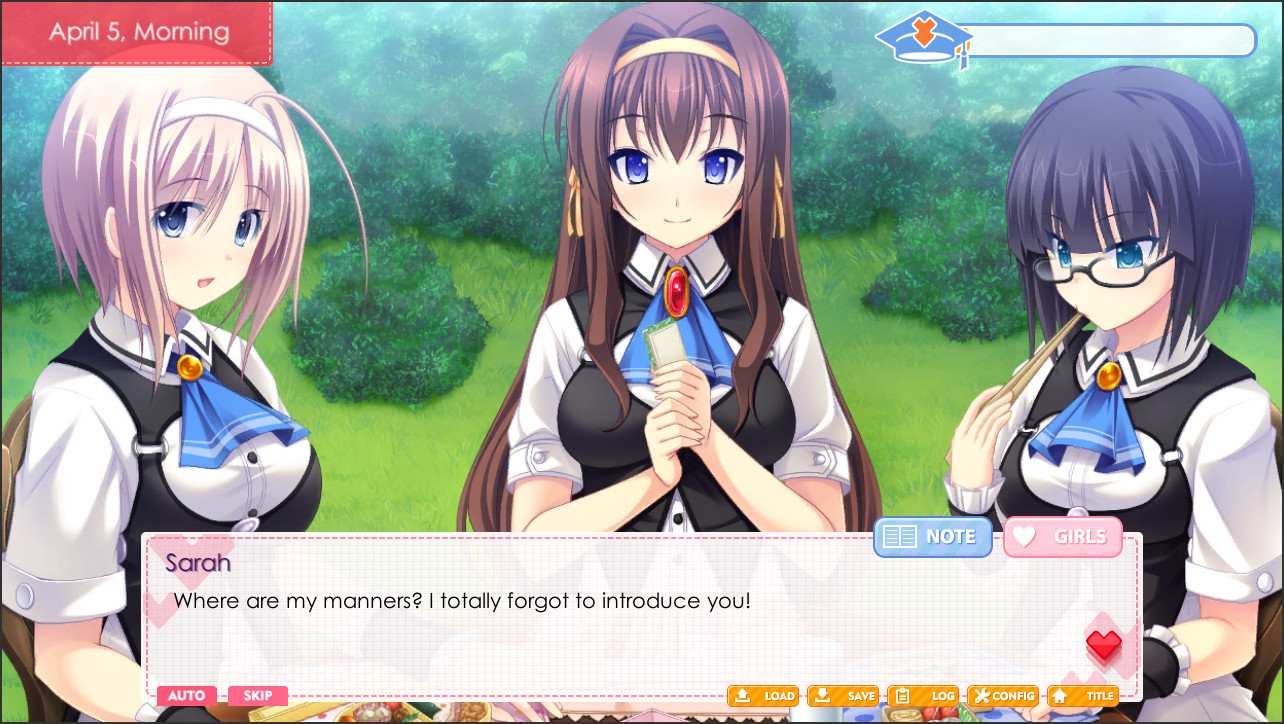 April 5, Morning
NOTE
GIRLS
Sarah
Where are my manners? I totally forgot to introduce you!
AUTO
SKIP
LOAD
SAVE
LOG
CONFIG
TITLE